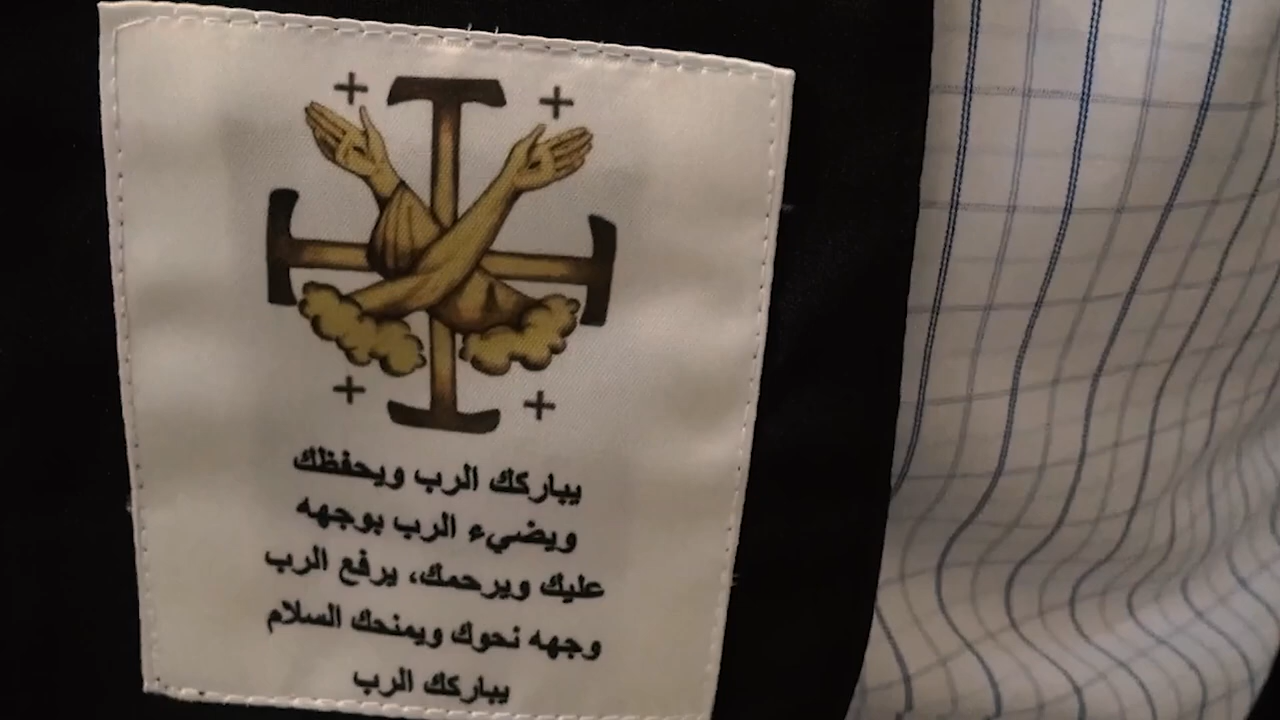 يباركك الرب ويحفظك
ويضيء الرب بوجهه
عليك ويرحمك، يرفع الرب
وجهه نحوك ويمنحك السلام
يباركك الرب